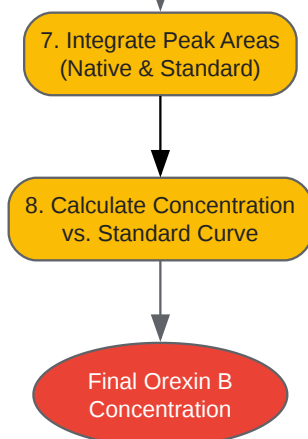 7. Integrate Peak Areas
(Native & Standard)
8. Calculate Concentration
vs. Standard Curve
Final Orexin B
Concentration